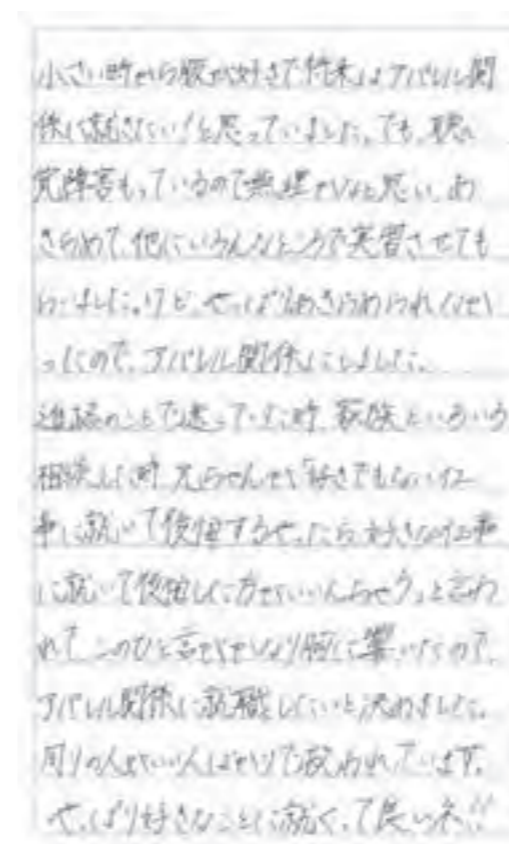 小さい時から服が好きで将来はアパレル関
係に就きたい!と思っていました。でも、聴
覚障害もっているので無理かなと思い、あ
きらめて、他にいろんなところで実習させても
らいました。けど、やっぱりあきらめられなか
ったので、アパレル関係にしました。
進路のことで迷っていた時、家族といろいろ
相談した時、兄ちゃんが「好きでもない仕
事に就いて後悔するやったら好きな仕事
に就いて後悔した方がいいんちゃう」と言わ
れて、このひと言がかなり胸に響いたので、
アパレル関係に就職したいと決めました。
周りの人がいい人ばかりで救われています。
やっぱり好きなことに就くって良いネ!!